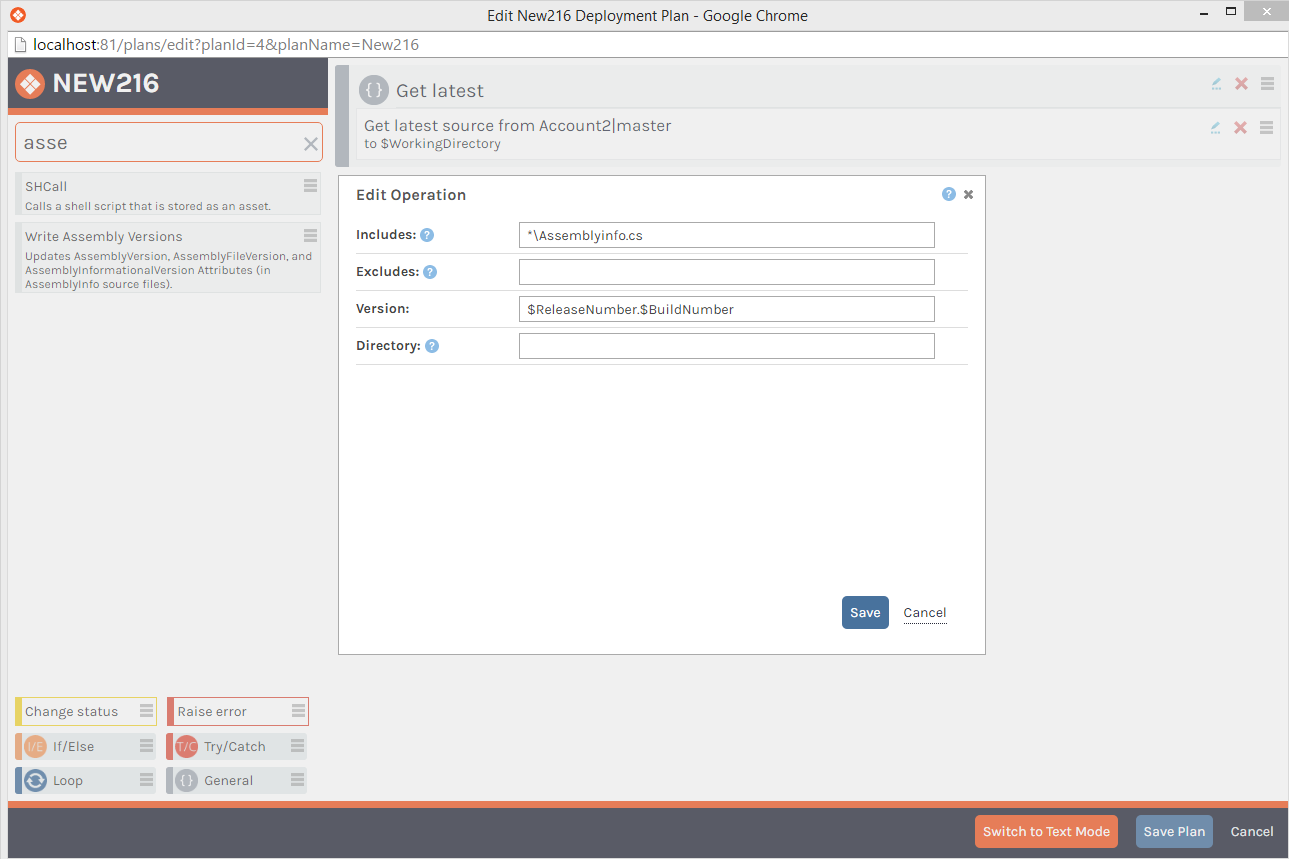 Edit New216 Deployment Plan - Google Chrome
localhost:81/plans/edit?planId=4&planName=New216
NEW216
asse
SHCall
Calls a shell script that is stored as an asset.
Write Assembly Versions
Updates AssemblyVersion, AssemblyFileVersion, and
AssemblyInformationalVersion Attributes (in
AssemblyInfo source files).
{} Get latest
Get latest source from Account2|master
to $WorkingDirectory
Edit Operation ?
Includes: ? *\Assemblyinfo.cs
Excludes: ?
Version: $ReleaseNumber.$BuildNumber
Directory: ?
Save Cancel
Change status Raise error
I/E If/Else T/C Try/Catch
Loop {} General
Switch to Text Mode Save Plan Cancel